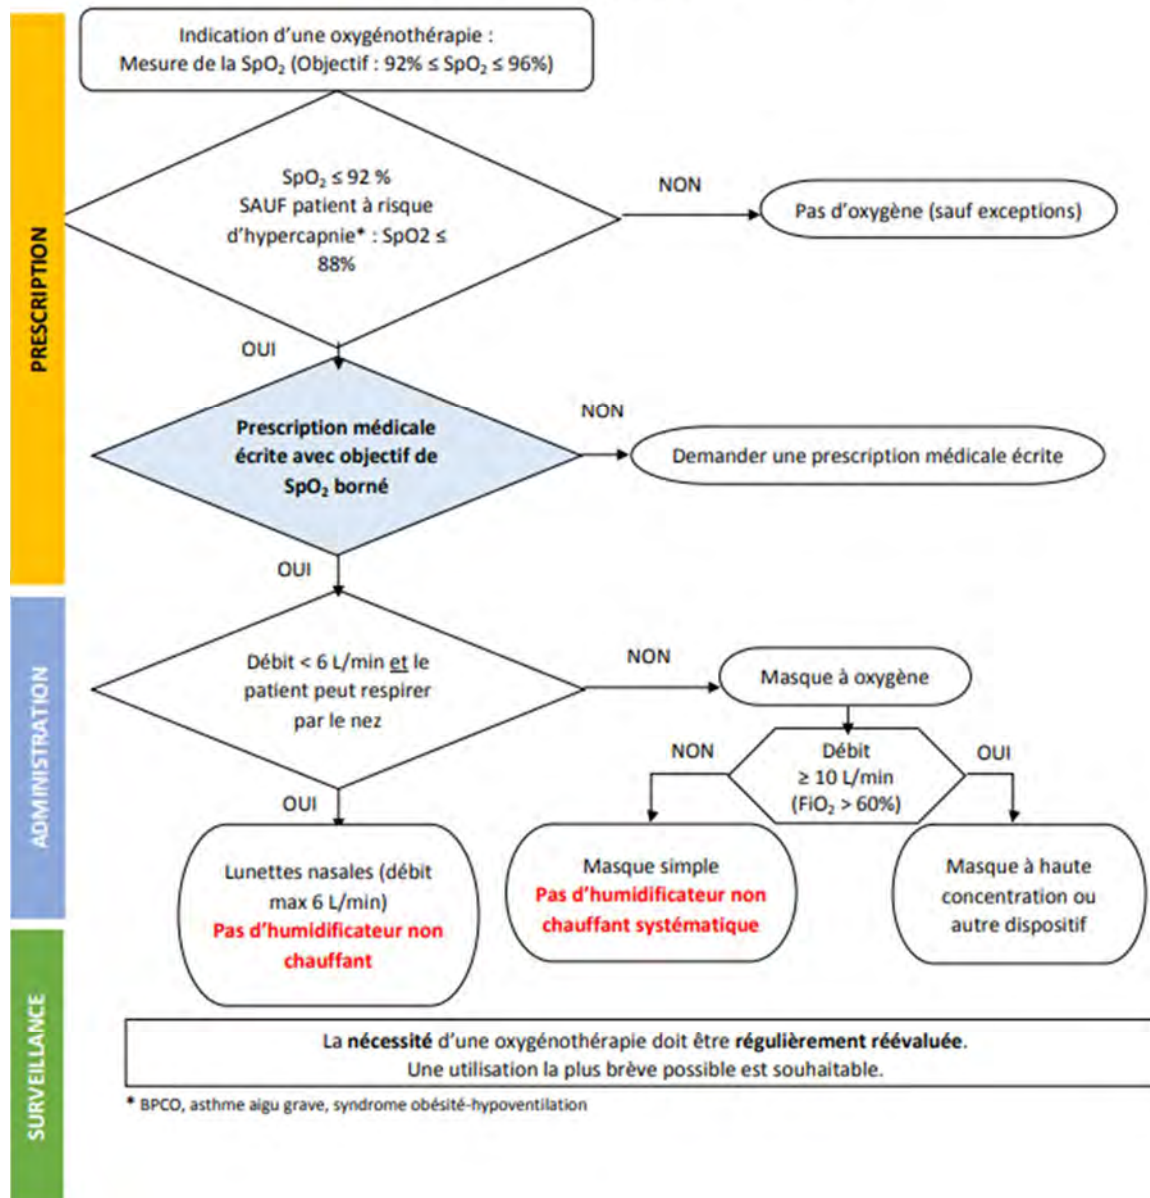 PRESCRIPTION
Indication d'une oxygénothérapie :
Mesure de la SpO₂ (Objectif : 92% ≤ SpO₂ ≤ 96%)
SpO₂ ≤ 92 %
SAUF patient à risque
d'hypercapnie* : SpO2 ≤
88%
NON
Pas d'oxygène (sauf exceptions)
OUI
Prescription médicale
écrite avec objectif de
SpO₂ borné
NON
Demander une prescription médicale écrite
OUI
ADMINISTRATION
Débit < 6 L/min et le
patient peut respirer
par le nez
NON
Masque à oxygène
OUI
Lunettes nasales (débit
max 6 L/min)
Pas d'humidificateur non
chauffant
Débit
≥ 10 L/min
(FiO₂ > 60%)
NON
Masque simple
Pas d'humidificateur non
chauffant systématique
OUI
Masque à haute
concentration ou
autre dispositif
SURVEILLANCE
La nécessité d'une oxygénothérapie doit être régulièrement réévaluée.
Une utilisation la plus brève possible est souhaitable.
* BPCO, asthme aigu grave, syndrome obésité-hypoventilation